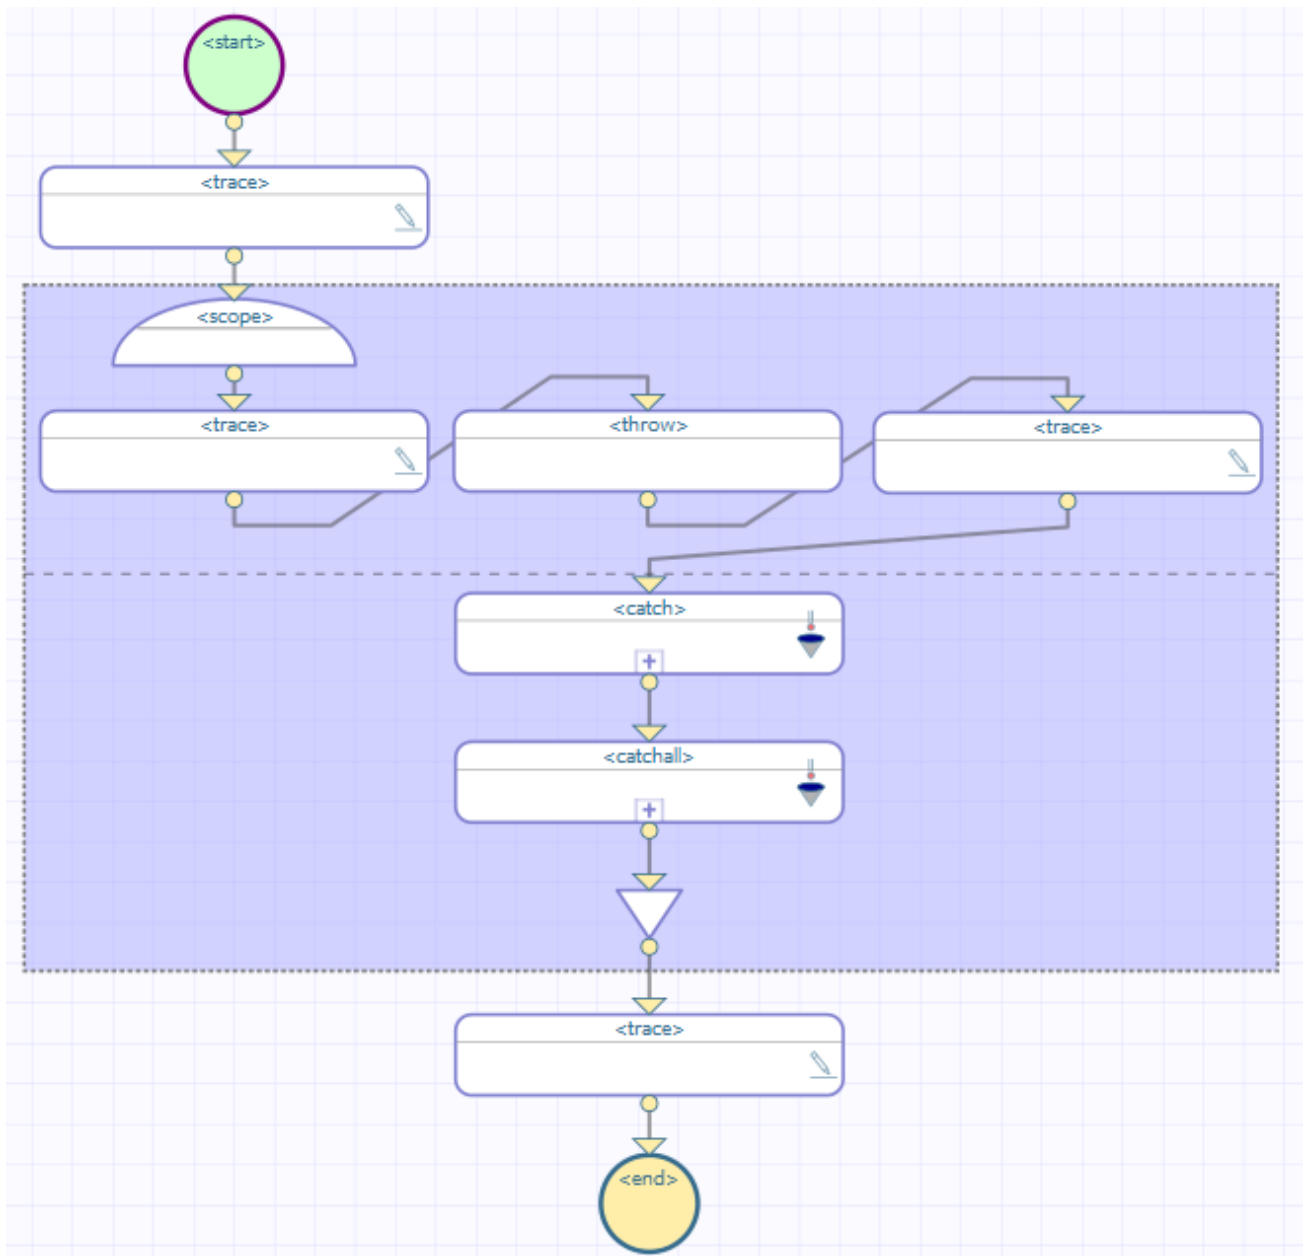 <start>
<trace>
<scope>
<trace>
<throw>
<trace>
<catch>
+
<catchall>
+
<trace>
<end>